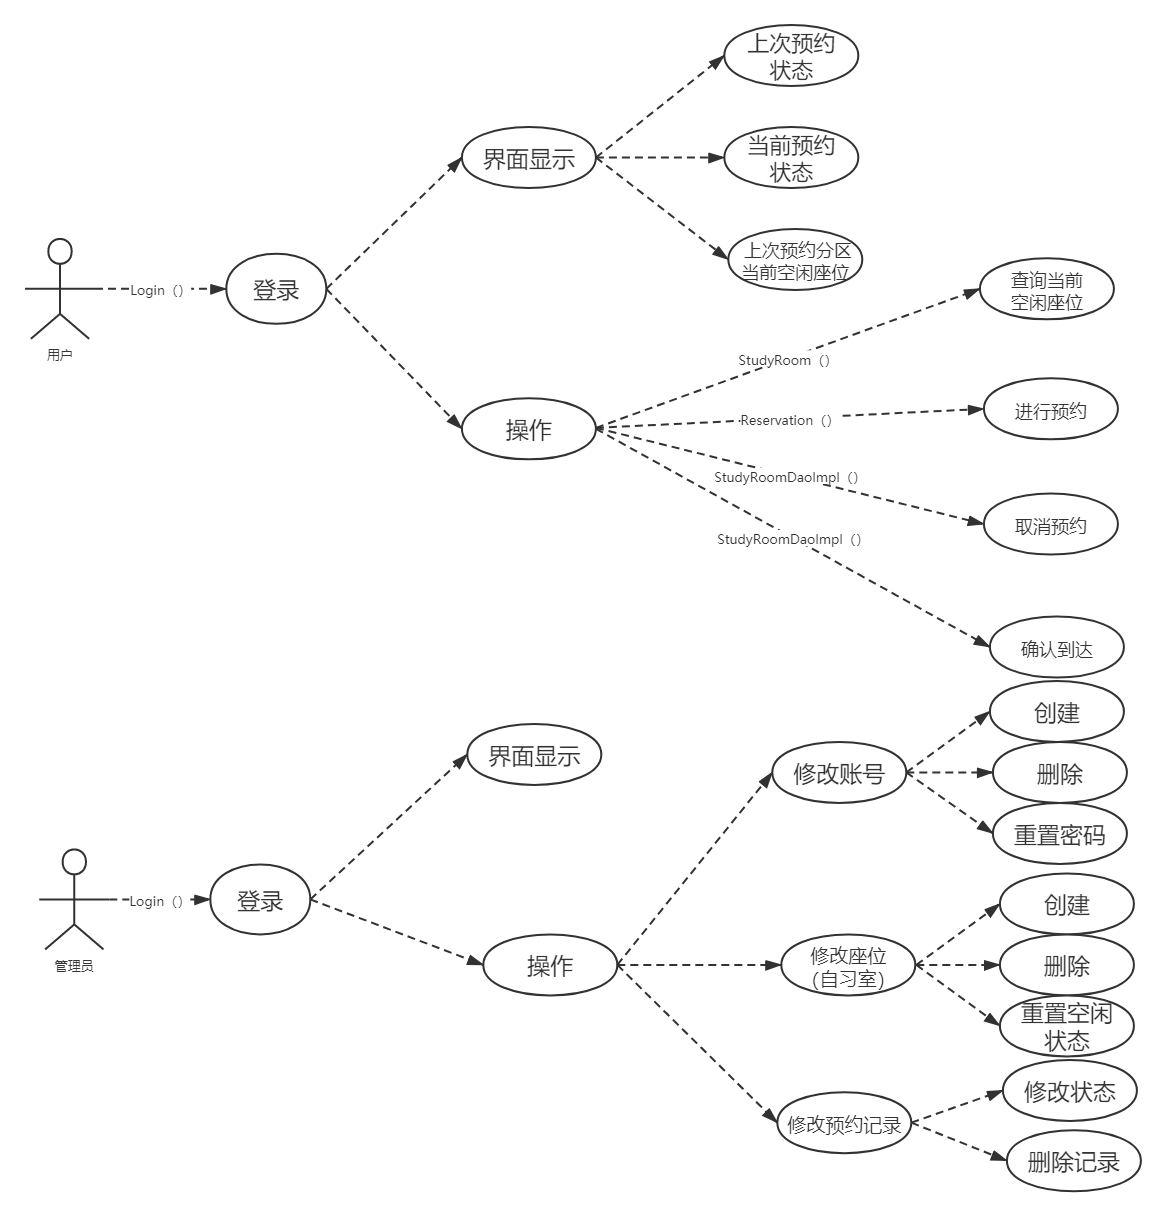 上次预约
状态
界面显示
当前预约
状态
上次预约分区
当前空闲座位
登录
Login（）
用户
查询当前
空闲座位
StudyRoom（）
操作
Reservation（）
进行预约
StudyRoomDaoImpl（）
取消预约
StudyRoomDaoImpl（）
确认到达
界面显示
修改账号
创建
删除
重置密码
登录
Login（）
管理员
操作
修改座位
(自习室)
创建
删除
重置空闲
状态
修改预约记录
修改状态
删除记录